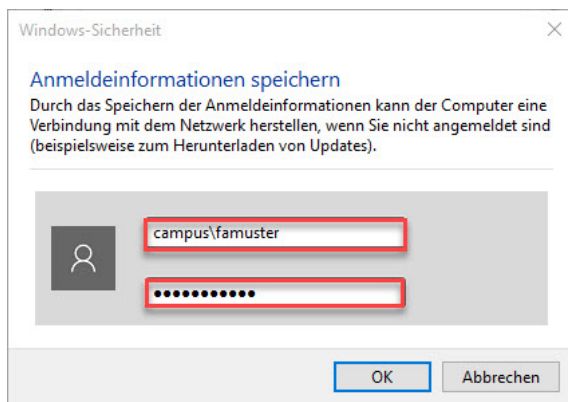 Windows-Sicherheit
Anmeldeinformationen speichern
Durch das Speichern der Anmeldeinformationen kann der Computer eine
Verbindung mit dem Netzwerk herstellen, wenn Sie nicht angemeldet sind
(beispielsweise zum Herunterladen von Updates).
campus\famuster
●●●●●●●●●●●
OK
Abbrechen